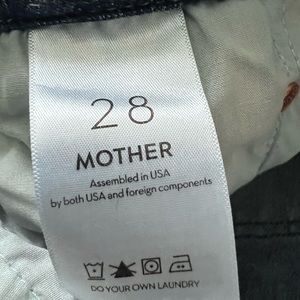 28
MOTHER
Assembled in USA
by both USA and foreign components
DO YOUR OWN LAUNDRY